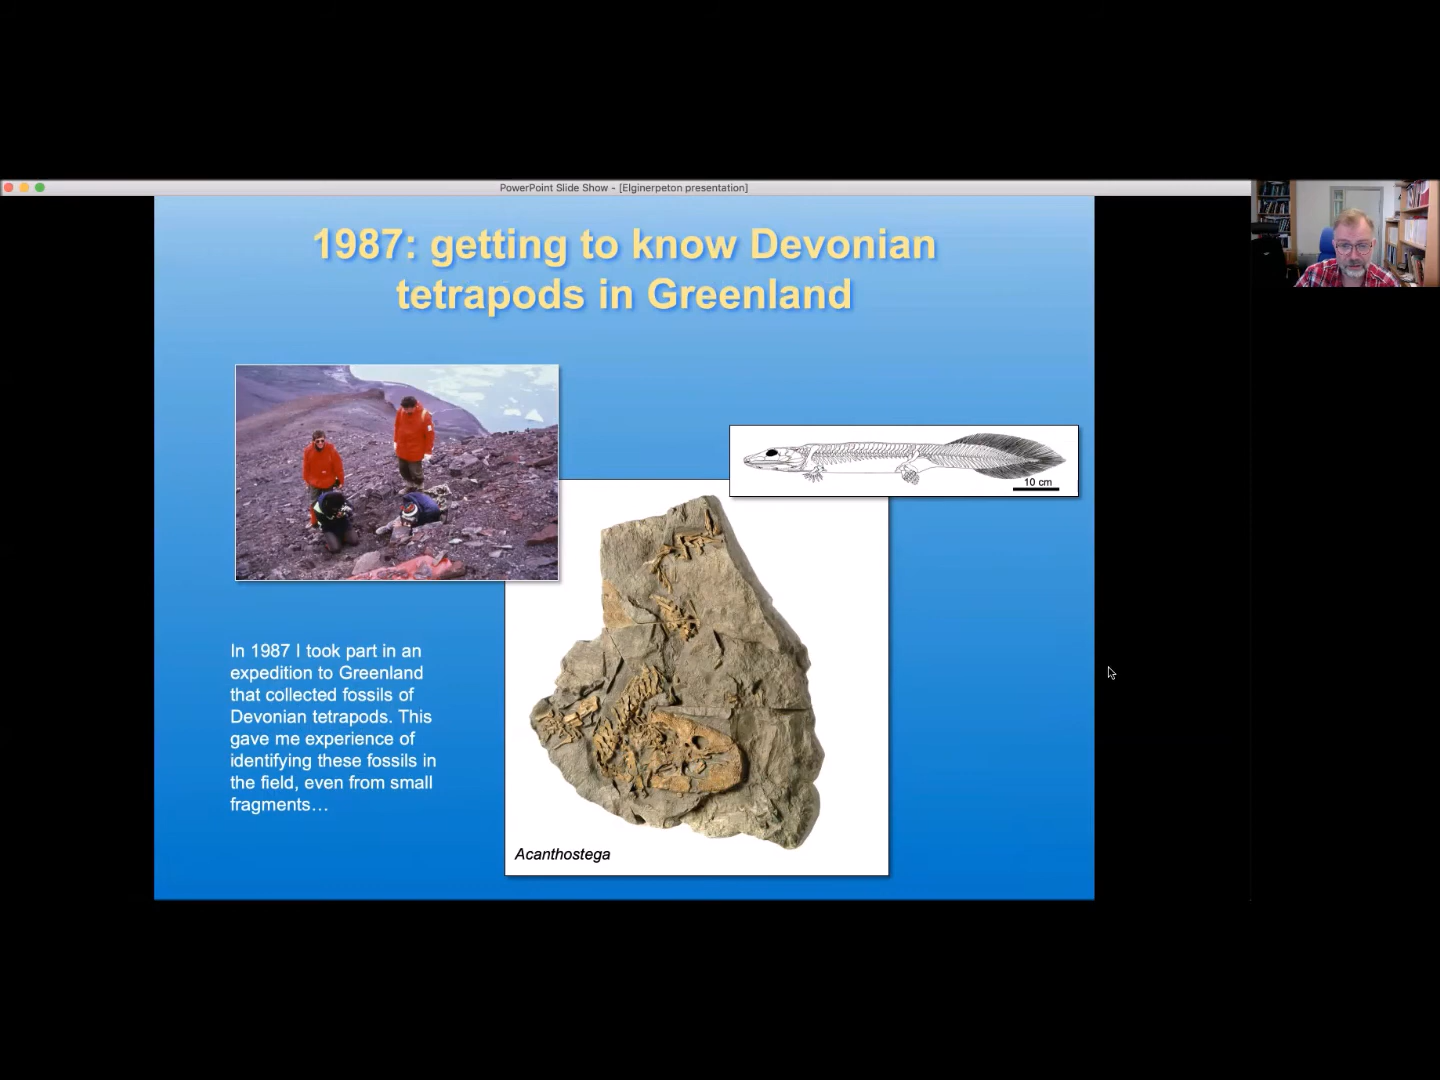 PowerPoint Slide Show - [Elginerpeton presentation]
1987: getting to know Devonian
tetrapods in Greenland
10 cm
In 1987 I took part in an
expedition to Greenland
that collected fossils of
Devonian tetrapods. This
gave me experience of
identifying these fossils in
the field, even from small
fragments…
Acanthostega